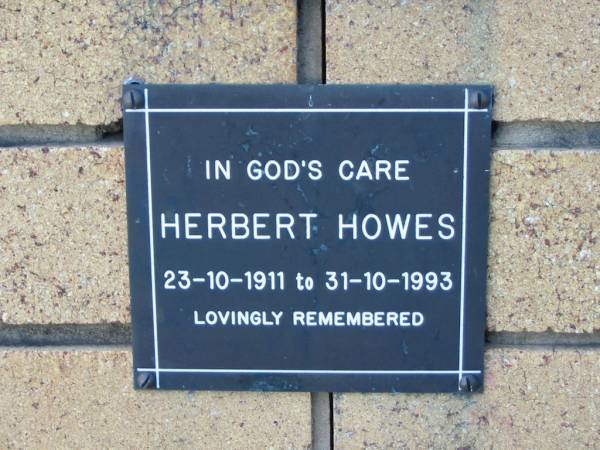 IN GOD'S CARE
HERBERT HOWES
23-10-1911 to 31-10-1993
LOVINGLY REMEMBERED